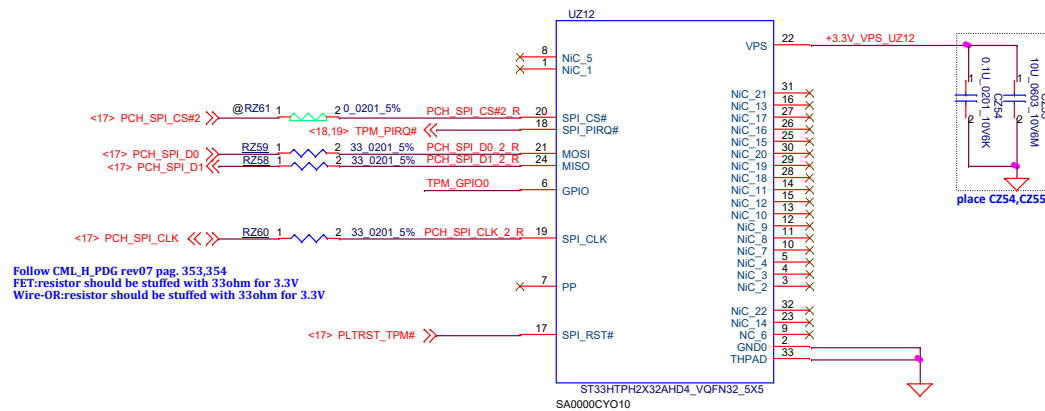 UZ12
8 NiC_5
1 NiC_1
<17> PCH_SPI_CS#2 @RZ61 1 2 0_0201_5% PCH_SPI_CS#2_R 20 SPI_CS#
<18,19> TPM_PIRQ# 18 SPI_PIRQ#
<17> PCH_SPI_D0 RZ59 1 2 33_0201_5% PCH_SPI_D0_2_R 21 MOSI
<17> PCH_SPI_D1 RZ58 1 2 33_0201_5% PCH_SPI_D1_2_R 24 MISO
TPM_GPIO0 6 GPIO
<17> PCH_SPI_CLK RZ60 1 2 33_0201_5% PCH_SPI_CLK_2_R 19 SPI_CLK
Follow CML_H_PDG rev07 pag. 353,354
FET:resistor should be stuffed with 33ohm for 3.3V
Wire-OR:resistor should be stuffed with 33ohm for 3.3V
7 PP
<17> PLTRST_TPM# 17 SPI_RST#
VPS 22 +3.3V_VPS_UZ12
NiC_21 31
NiC_13 16
NiC_17 27
NiC_16 26
NiC_15 25
NiC_20 30
NiC_19 29
NiC_18 28
NiC_11 14
NiC_12 15
NiC_10 13
NiC_9 12
NiC_8 11
NiC_7 10
NiC_4 5
NiC_3 4
NiC_2 3
NiC_22 32
NiC_14 23
NC_6 9
GND0 2
THPAD 33
ST33HTPH2X32AHD4_VQFN32_5X5
SA0000CYO10
1 2
0.1U_0201_10V6K
CZ54
1 2
10U_0603_10V6M
place CZ54,CZ55